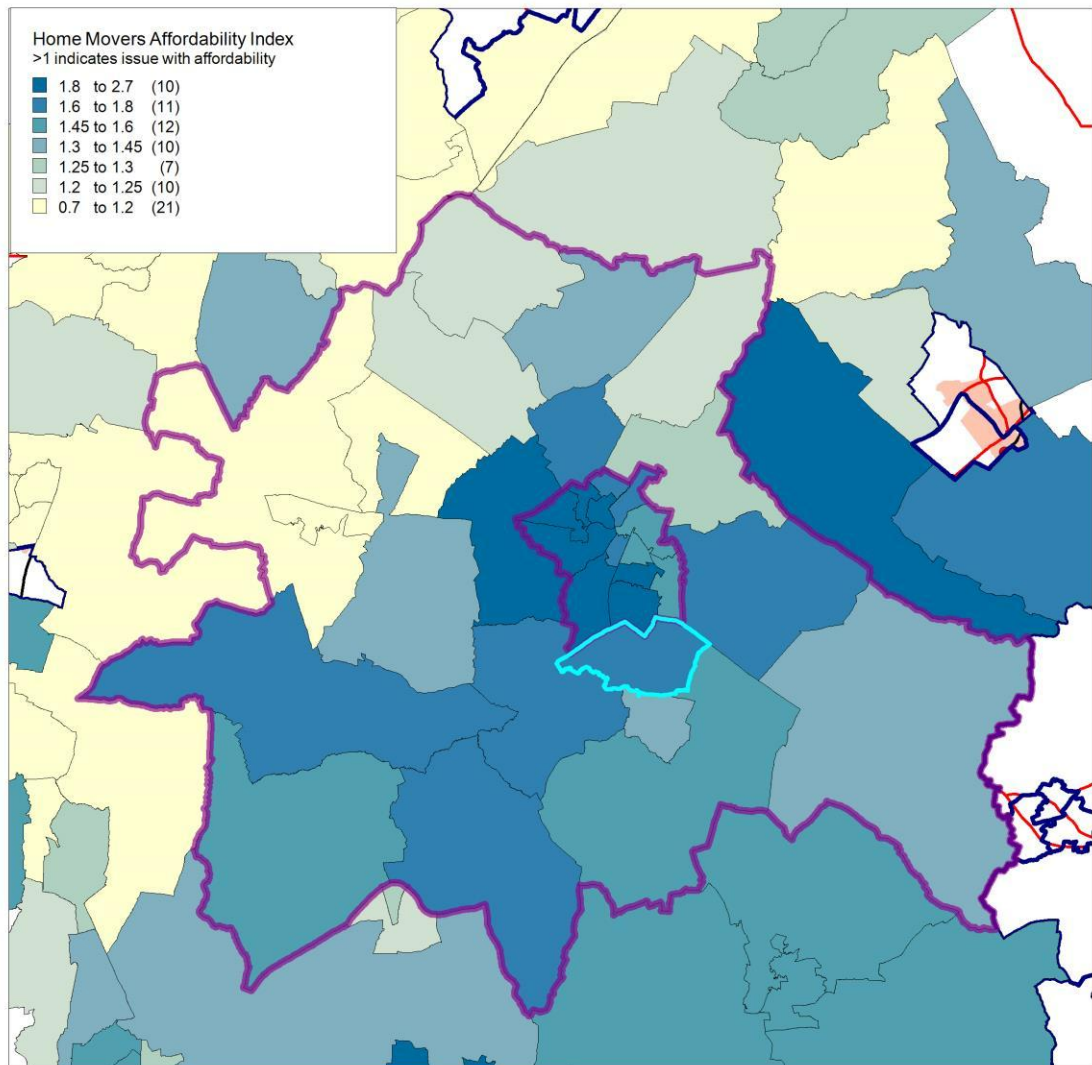 Home Movers Affordability Index
>1 indicates issue with affordability
1.8 to 2.7 (10)
1.6 to 1.8 (11)
1.45 to 1.6 (12)
1.3 to 1.45 (10)
1.25 to 1.3 (7)
1.2 to 1.25 (10)
0.7 to 1.2 (21)